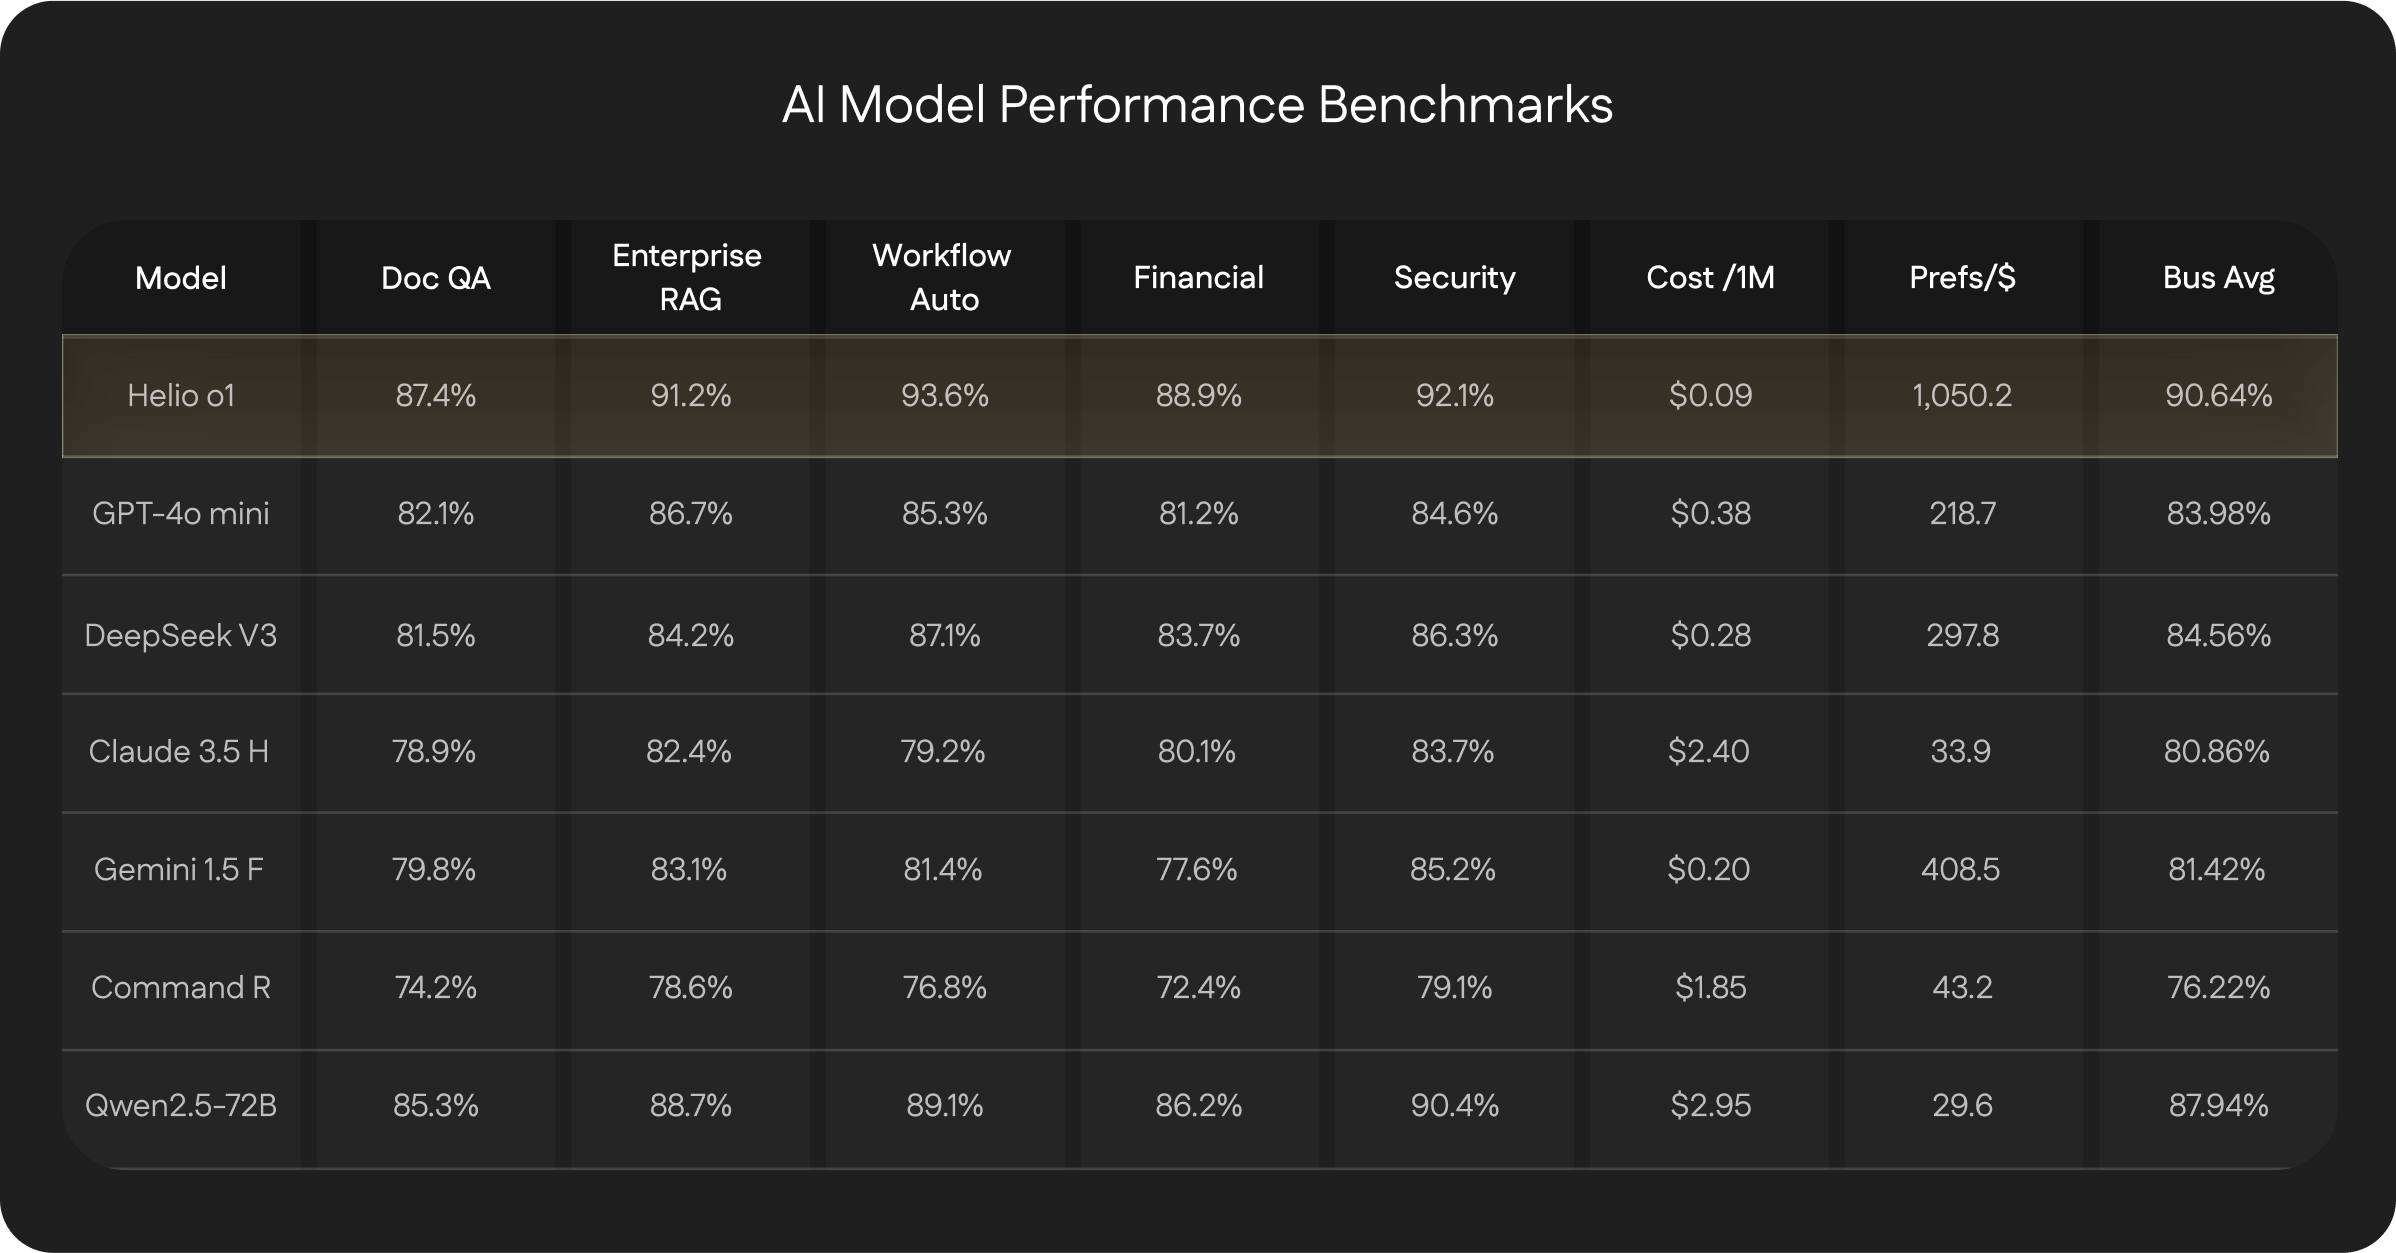 AI Model Performance Benchmarks
Model Doc QA Enterprise RAG Workflow Auto Financial Security Cost /1M Prefs/$ Bus Avg
Helio o1 87.4% 91.2% 93.6% 88.9% 92.1% $0.09 1,050.2 90.64%
GPT-4o mini 82.1% 86.7% 85.3% 81.2% 84.6% $0.38 218.7 83.98%
DeepSeek V3 81.5% 84.2% 87.1% 83.7% 86.3% $0.28 297.8 84.56%
Claude 3.5 H 78.9% 82.4% 79.2% 80.1% 83.7% $2.40 33.9 80.86%
Gemini 1.5 F 79.8% 83.1% 81.4% 77.6% 85.2% $0.20 408.5 81.42%
Command R 74.2% 78.6% 76.8% 72.4% 79.1% $1.85 43.2 76.22%
Qwen2.5-72B 85.3% 88.7% 89.1% 86.2% 90.4% $2.95 29.6 87.94%